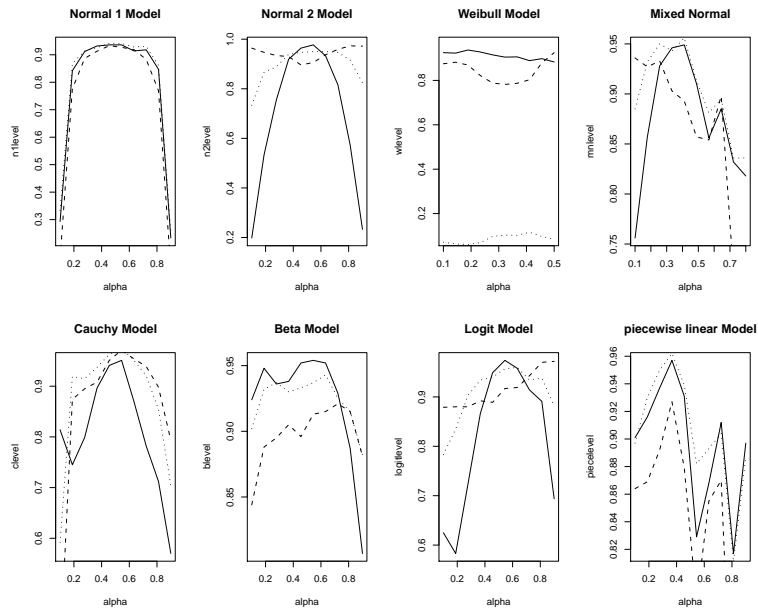 Normal 1 Model
n1level
0.3 0.4 0.5 0.6 0.7 0.8 0.9
0.2 0.4 0.6 0.8
alpha
Normal 2 Model
n2level
0.2 0.4 0.6 0.8 1.0
0.2 0.4 0.6 0.8
alpha
Weibull Model
wlevel
0.2 0.4 0.6 0.8
0.1 0.2 0.3 0.4 0.5
alpha
Mixed Normal
mnlevel
0.75 0.80 0.85 0.90 0.95
0.1 0.3 0.5 0.7
alpha
Cauchy Model
clevel
0.6 0.7 0.8 0.9
0.2 0.4 0.6 0.8
alpha
Beta Model
blevel
0.85 0.90 0.95
0.2 0.4 0.6 0.8
alpha
Logit Model
logitlevel
0.6 0.7 0.8 0.9
0.2 0.4 0.6 0.8
alpha
piecewise linear Model
piecelevel
0.82 0.84 0.86 0.88 0.90 0.92 0.94 0.96
0.2 0.4 0.6 0.8
alpha